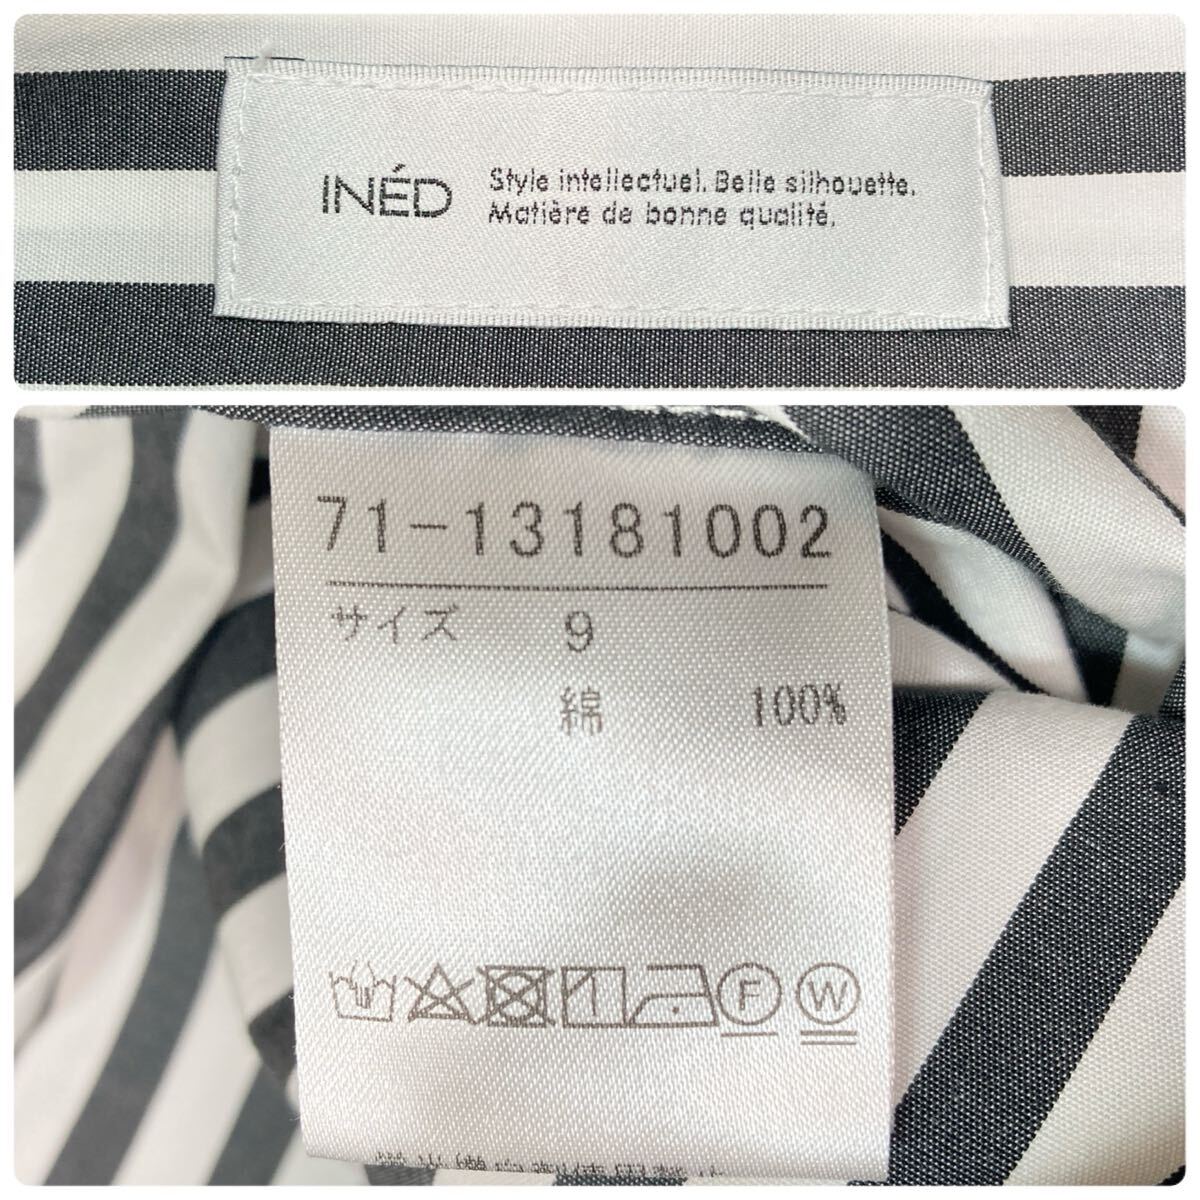 INÉD
Style intellectuel. Belle silhouette.
Matière de bonne qualité.
71-13181002
サイズ 9
綿 100%
F W